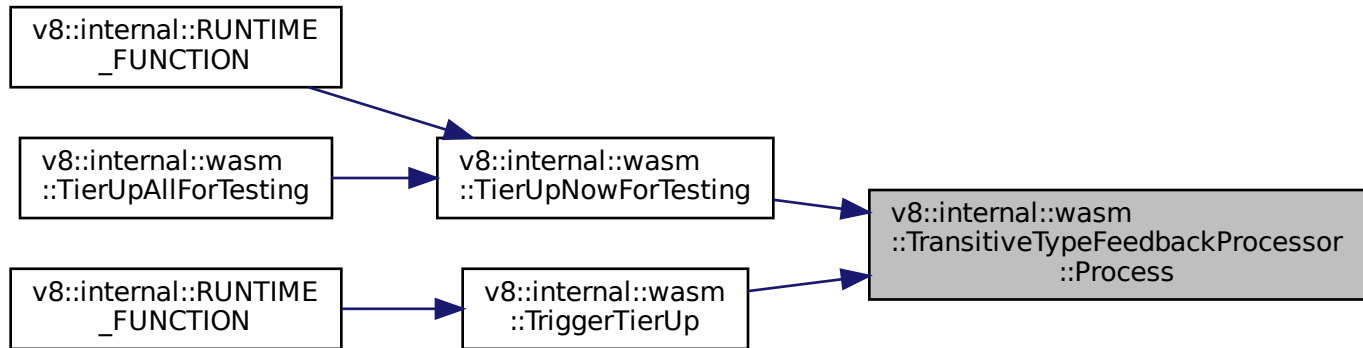 v8::internal::RUNTIME
_FUNCTION
v8::internal::wasm
::TierUpAllForTesting
v8::internal::RUNTIME
_FUNCTION
v8::internal::wasm
::TierUpNowForTesting
v8::internal::wasm
::TriggerTierUp
v8::internal::wasm
::TransitiveTypeFeedbackProcessor
::Process